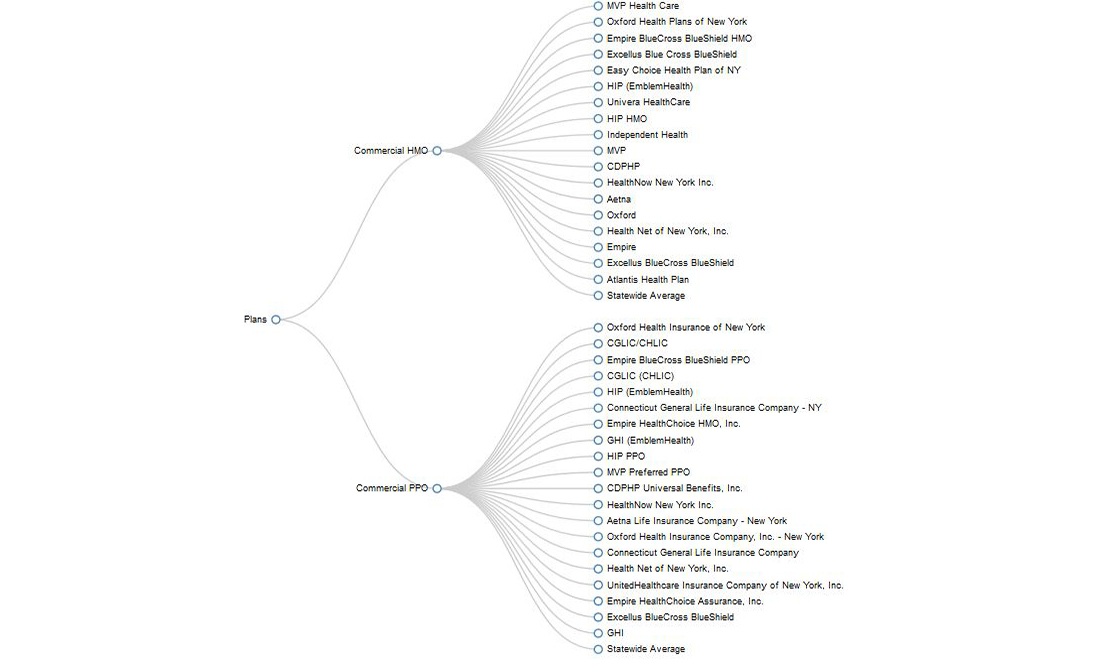 MVP Health Care
Oxford Health Plans of New York
Empire BlueCross BlueShield HMO
Excellus Blue Cross BlueShield
Easy Choice Health Plan of NY
HIP (EmblemHealth)
Univera HealthCare
HIP HMO
Independent Health
Commercial HMO
MVP
CDPHP
HealthNow New York Inc.
Aetna
Oxford
Health Net of New York, Inc.
Empire
Excellus BlueCross BlueShield
Atlantis Health Plan
Statewide Average
Plans
Oxford Health Insurance of New York
CGLIC/CHLIC
Empire BlueCross BlueShield PPO
CGLIC (CHLIC)
HIP (EmblemHealth)
Connecticut General Life Insurance Company - NY
Empire HealthChoice HMO, Inc.
GHI (EmblemHealth)
HIP PPO
MVP Preferred PPO
Commercial PPO
CDPHP Universal Benefits, Inc.
HealthNow New York Inc.
Aetna Life Insurance Company - New York
Oxford Health Insurance Company, Inc. - New York
Connecticut General Life Insurance Company
Health Net of New York, Inc.
UnitedHealthcare Insurance Company of New York, Inc.
Empire HealthChoice Assurance, Inc.
Excellus BlueCross BlueShield
GHI
Statewide Average